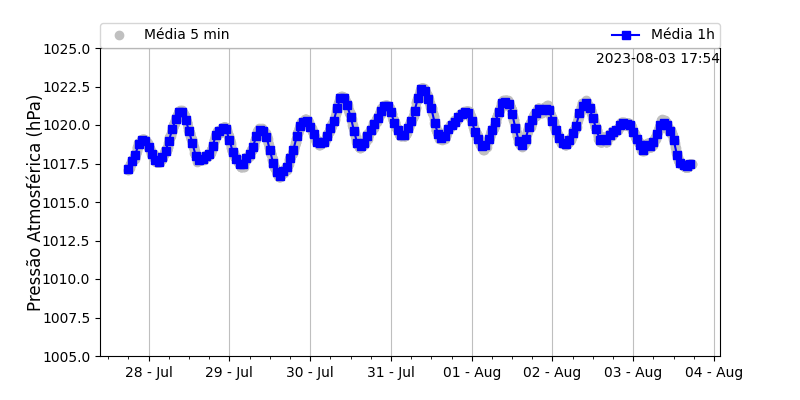 Média 5 min
Média 1h
2023-08-03 17:54
Pressão Atmosférica (hPa)
1025.0
1022.5
1020.0
1017.5
1015.0
1012.5
1010.0
1007.5
1005.0
28 - Jul
29 - Jul
30 - Jul
31 - Jul
01 - Aug
02 - Aug
03 - Aug
04 - Aug